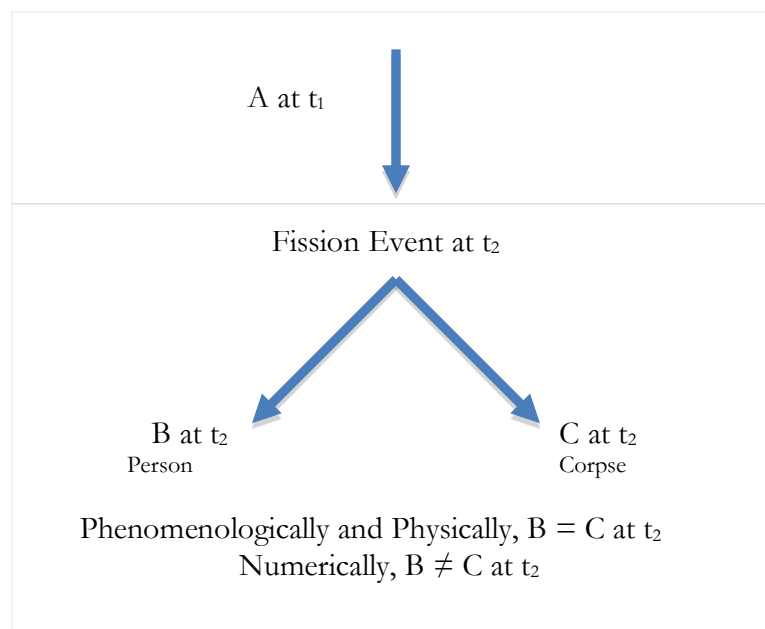 A at t₁
Fission Event at t₂
B at t₂
Person
C at t₂
Corpse
Phenomenologically and Physically, B = C at t₂
Numerically, B ≠ C at t₂